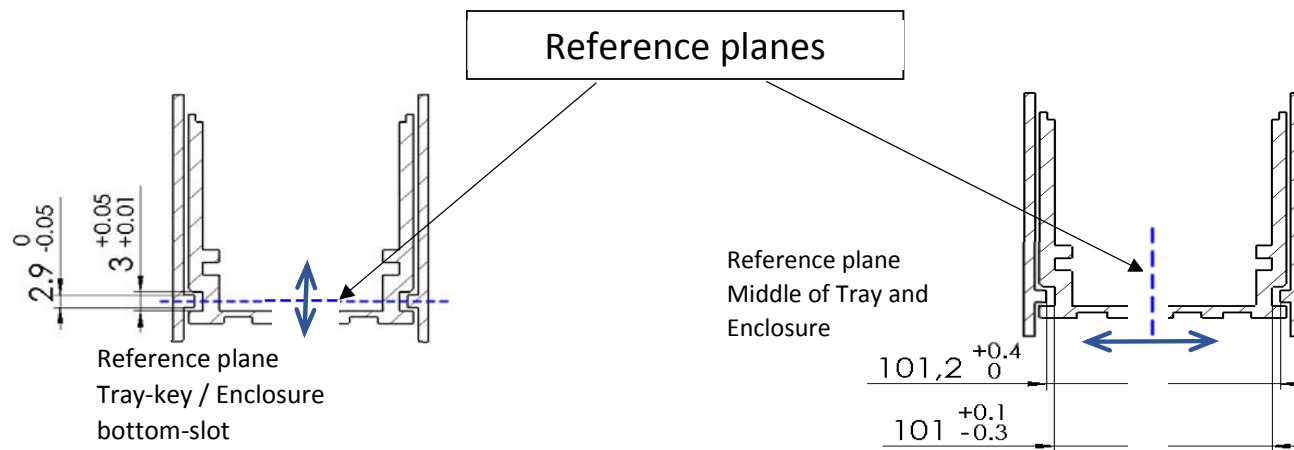 Reference planes
0
2.9 -0.05
+0.05
3 +0.01
Reference plane
Tray-key / Enclosure
bottom-slot
Reference plane
Middle of Tray and
Enclosure
+0.4
101,2 0
+0.1
101 -0.3